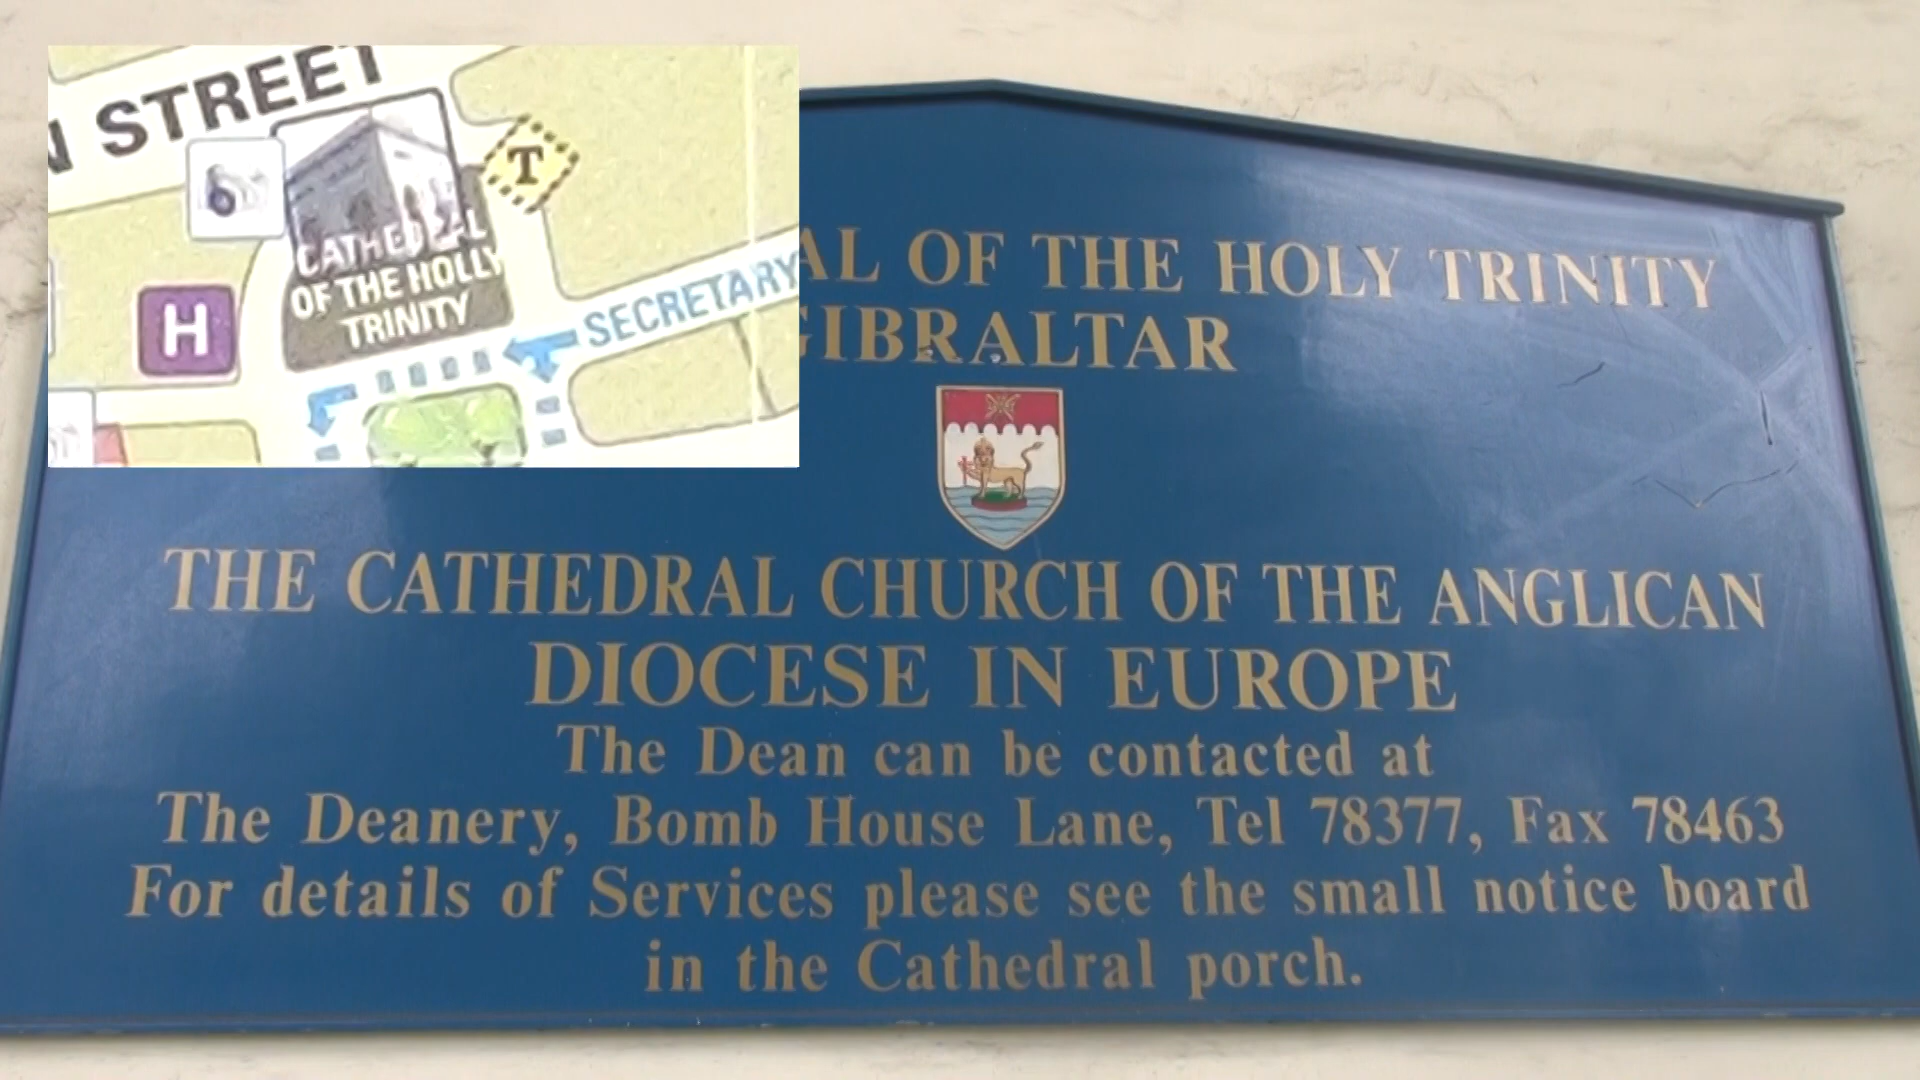 N STREET
6
T
CATHEDRAL
OF THE HOLLY
TRINITY
H
SECRETARY
AL OF THE HOLY TRINITY
GIBRALTAR
THE CATHEDRAL CHURCH OF THE ANGLICAN
DIOCESE IN EUROPE
The Dean can be contacted at
The Deanery, Bomb House Lane, Tel 78377, Fax 78463
For details of Services please see the small notice board
in the Cathedral porch.